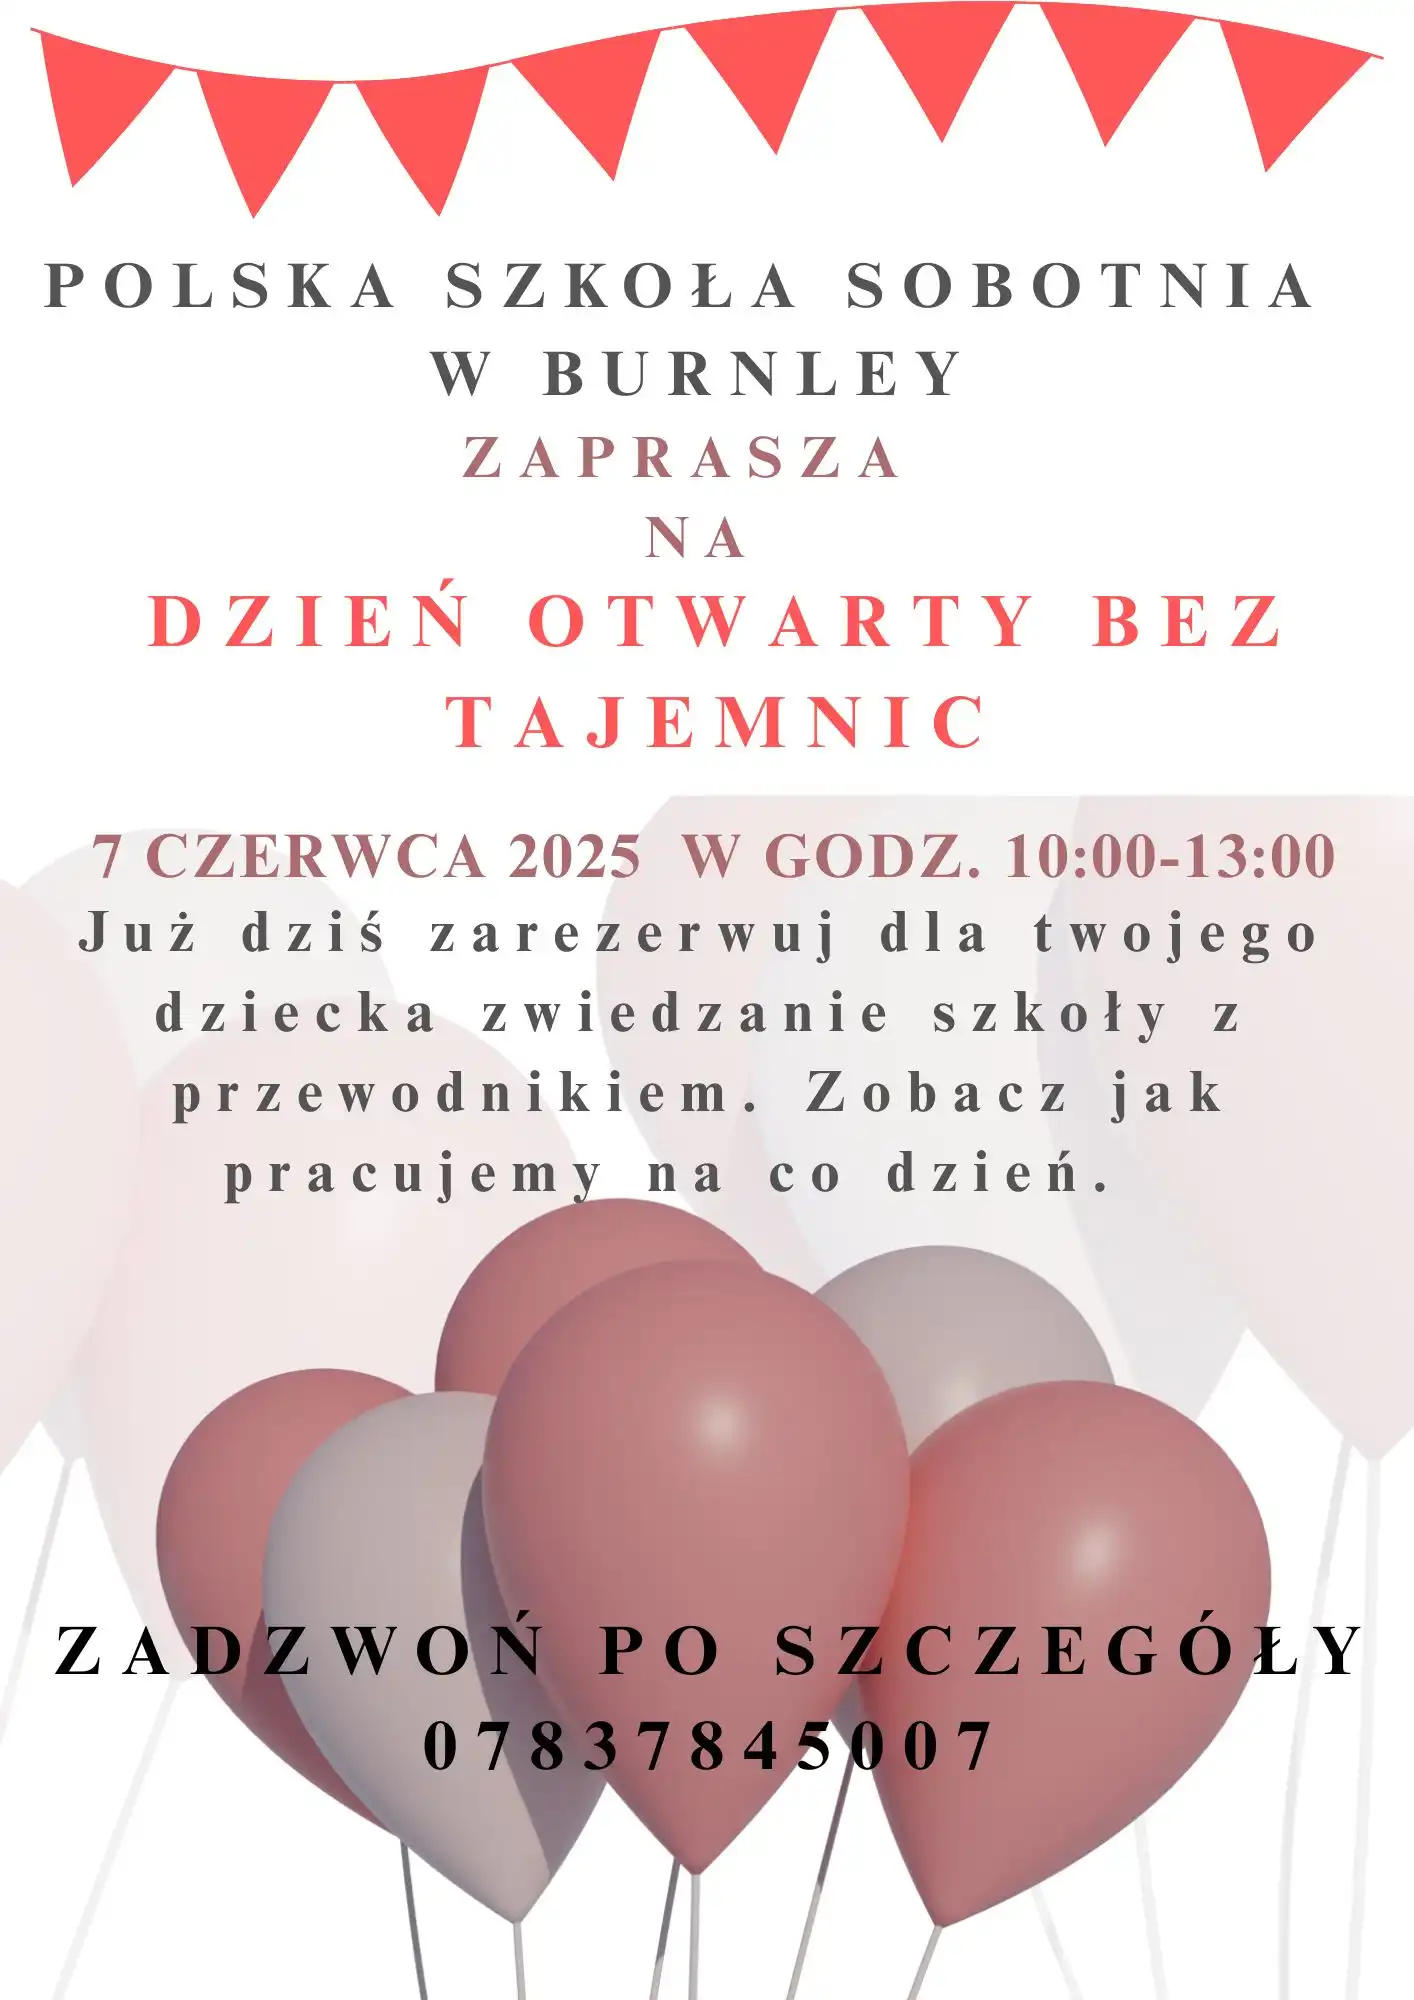 POLSKA SZKOŁA SOBOTNIA
W BURNLEY
ZAPRASZA
NA
DZIEŃ OTWARTY BEZ
TAJEMNIC
7 CZERWCA 2025 W GODZ. 10:00-13:00
Już dziś zarezerwuj dla twojego
dziecka zwiedzanie szkoły z
przewodnikiem. Zobacz jak
pracujemy na co dzień.
ZADZWOŃ PO SZCZEGÓŁY
07837845007